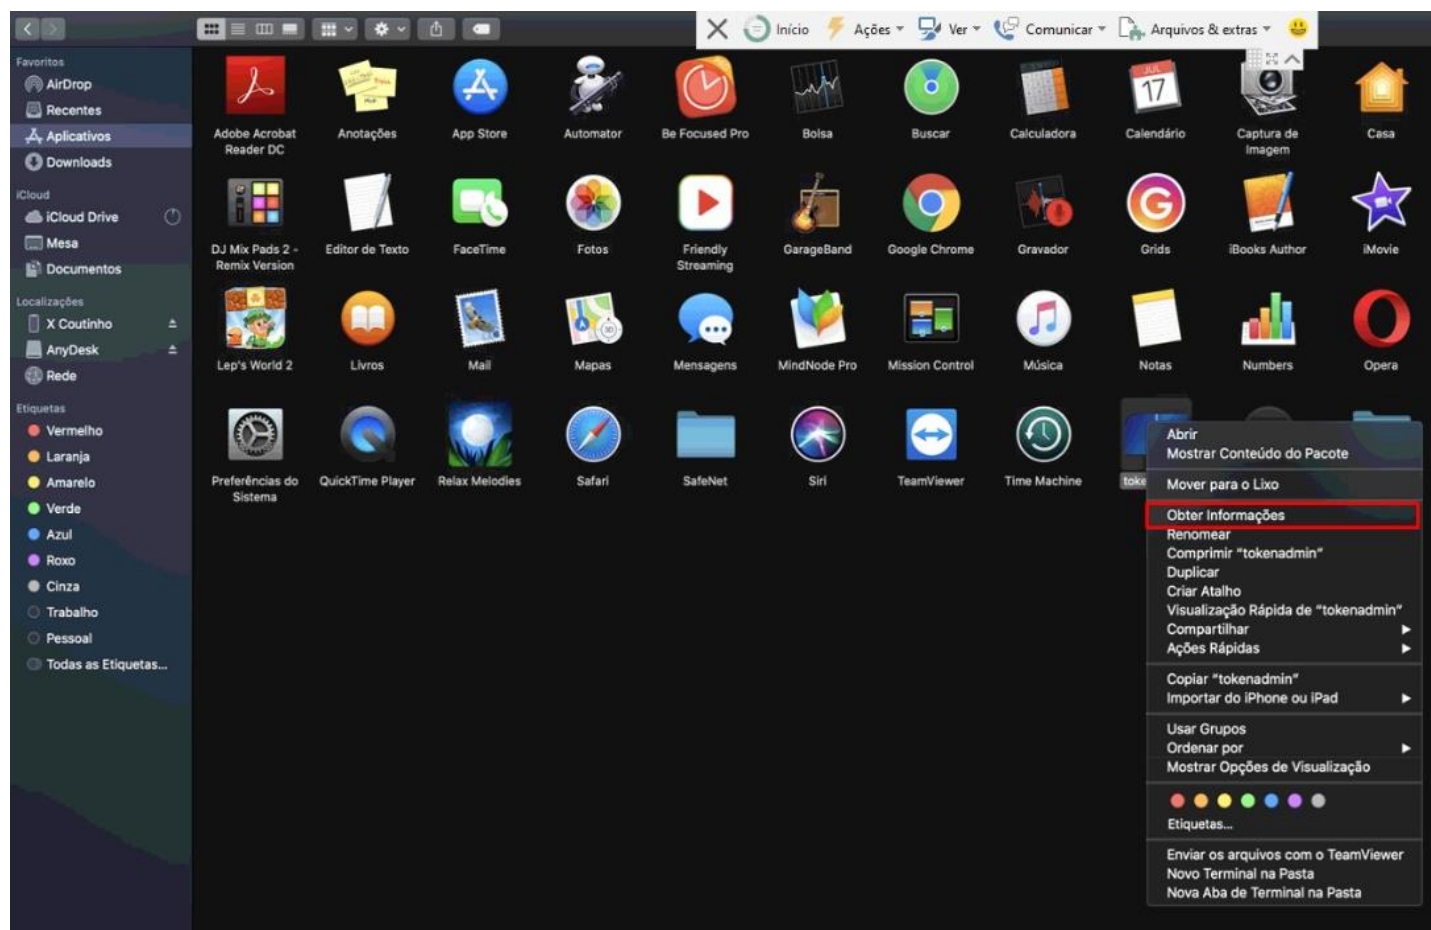 Início
Ações
Ver
Comunicar
Arquivos & extras
Favoritos
AirDrop
Recentes
Aplicativos
Downloads
iCloud
iCloud Drive
Mesa
Documentos
Localizações
X Coutinho
AnyDesk
Rede
Etiquetas
Vermelho
Laranja
Amarelo
Verde
Azul
Roxo
Cinza
Trabalho
Pessoal
Todas as Etiquetas...
JUL
17
Adobe Acrobat
Reader DC
Anotações
App Store
Automator
Be Focused Pro
Bolsa
Buscar
Calculadora
Calendário
Captura de
Imagem
Casa
DJ Mix Pads 2 -
Remix Version
Editor de Texto
FaceTime
Fotos
Friendly
Streaming
GarageBand
Google Chrome
Gravador
Grids
iBooks Author
iMovie
3D
Lep's World 2
Livros
Mail
Mapas
Mensagens
MindNode Pro
Mission Control
Música
Notas
Numbers
Opera
Preferências do
Sistema
QuickTime Player
Relax Melodies
Safari
SafeNet
Siri
TeamViewer
Time Machine
toke
Abrir
Mostrar Conteúdo do Pacote
Mover para o Lixo
Obter Informações
Renomear
Comprimir “tokenadmin”
Duplicar
Criar Atalho
Visualização Rápida de “tokenadmin”
Compartilhar
Ações Rápidas
Copiar “tokenadmin”
Importar do iPhone ou iPad
Usar Grupos
Ordenar por
Mostrar Opções de Visualização
Etiquetas...
Enviar os arquivos com o TeamViewer
Novo Terminal na Pasta
Nova Aba de Terminal na Pasta